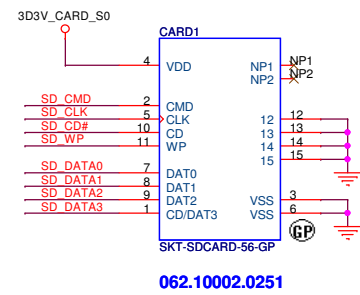 3D3V_CARD_S0
CARD1
4 VDD NP1 NP1
NP2 NP2
SD_CMD 2 CMD
SD_CLK 5 CLK 12 12
SD_CD# 10 CD 13 13
SD_WP 11 WP 14 14
15 15
SD_DATA0 7 DAT0
SD_DATA1 8 DAT1
SD_DATA2 9 DAT2 VSS 3
SD_DATA3 1 CD/DAT3 VSS 6
GP
SKT-SDCARD-56-GP
062.10002.0251